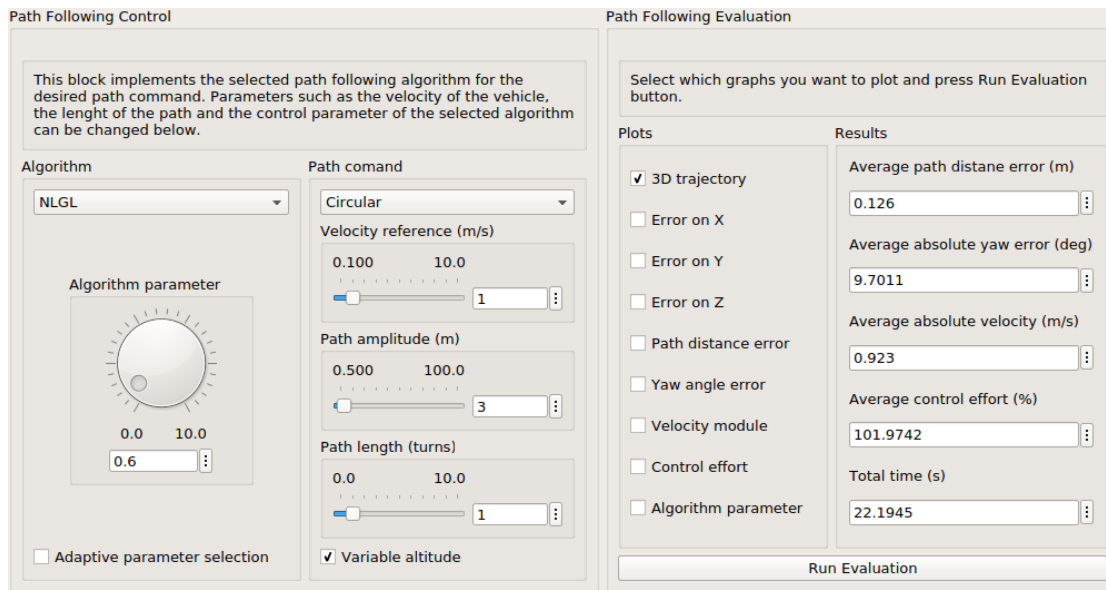 Path Following Control
This block implements the selected path following algorithm for the
desired path command. Parameters such as the velocity of the vehicle,
the lenght of the path and the control parameter of the selected algorithm
can be changed below.
Algorithm
NLGL
Algorithm parameter
0.0 10.0
0.6
Adaptive parameter selection
Path comand
Circular
Velocity reference (m/s)
0.100 10.0
1
Path amplitude (m)
0.500 100.0
3
Path length (turns)
0.0 10.0
1
Variable altitude
Path Following Evaluation
Select which graphs you want to plot and press Run Evaluation
button.
Plots
3D trajectory
Error on X
Error on Y
Error on Z
Path distance error
Yaw angle error
Velocity module
Control effort
Algorithm parameter
Results
Average path distane error (m)
0.126
Average absolute yaw error (deg)
9.7011
Average absolute velocity (m/s)
0.923
Average control effort (%)
101.9742
Total time (s)
22.1945
Run Evaluation